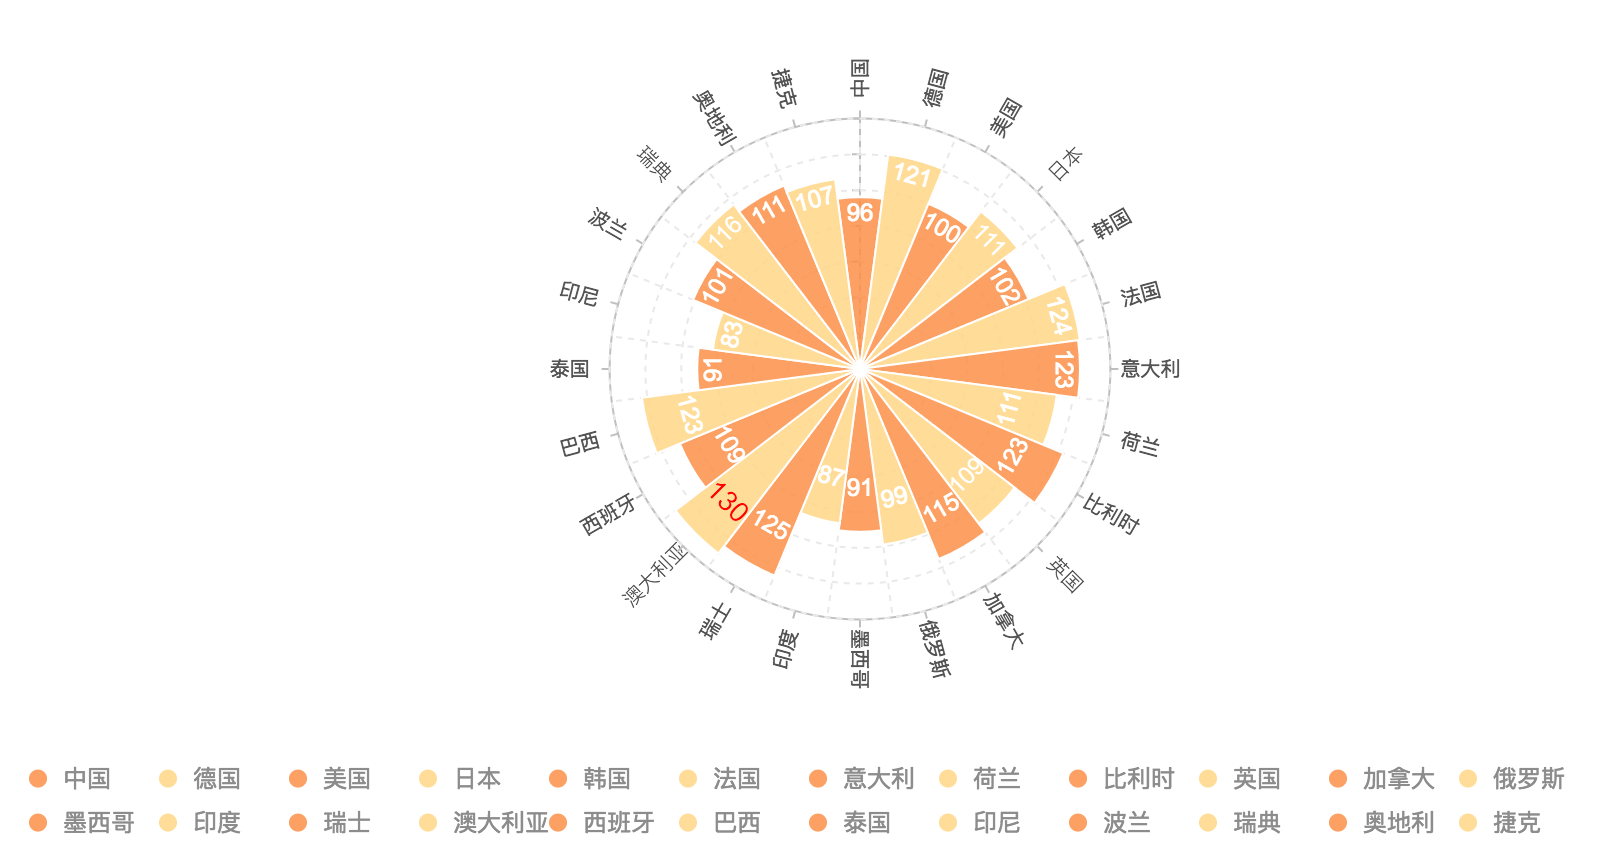 中国
德国
美国
日本
韩国
法国
意大利
荷兰
比利时
英国
加拿大
俄罗斯
墨西哥
印度
瑞士
澳大利亚
西班牙
巴西
泰国
印尼
波兰
瑞典
奥地利
捷克
96
121
100
111
102
124
123
111
123
109
115
99
91
87
125
130
109
123
91
83
101
116
111
107
中国 德国 美国 日本 韩国 法国 意大利 荷兰 比利时 英国 加拿大 俄罗斯
墨西哥 印度 瑞士 澳大利亚 西班牙 巴西 泰国 印尼 波兰 瑞典 奥地利 捷克